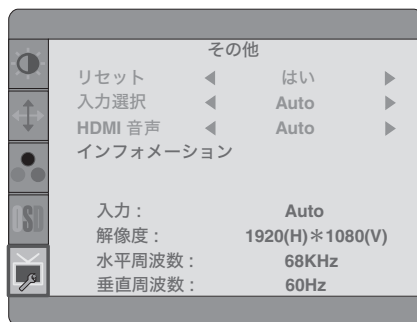 その他
リセット ◀ はい ▶
入力選択 ◀ Auto ▶
HDMI 音声 ◀ Auto ▶
インフォメーション
入力 : Auto
解像度 : 1920(H)＊1080(V)
水平周波数 : 68KHz
垂直周波数 : 60Hz
OSD